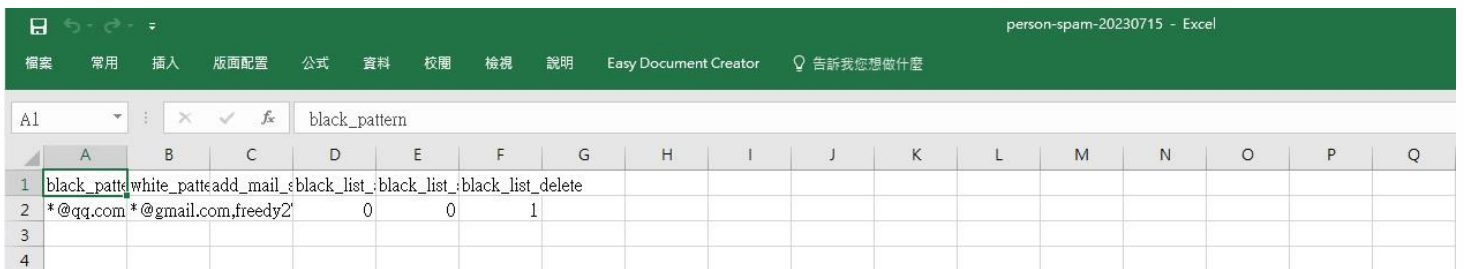 person-spam-20230715 - Excel
檔案 常用 插入 版面配置 公式 資料 校閱 檢視 說明 Easy Document Creator 告訴我您想做什麼
A1 fx black_pattern
A B C D E F G H I J K L M N O P Q
1 black_patte white_patte add_mail_s black_list_ black_list_ black_list_delete
2 *@qq.com *@gmail.com,freedy2 0 0 1
3
4